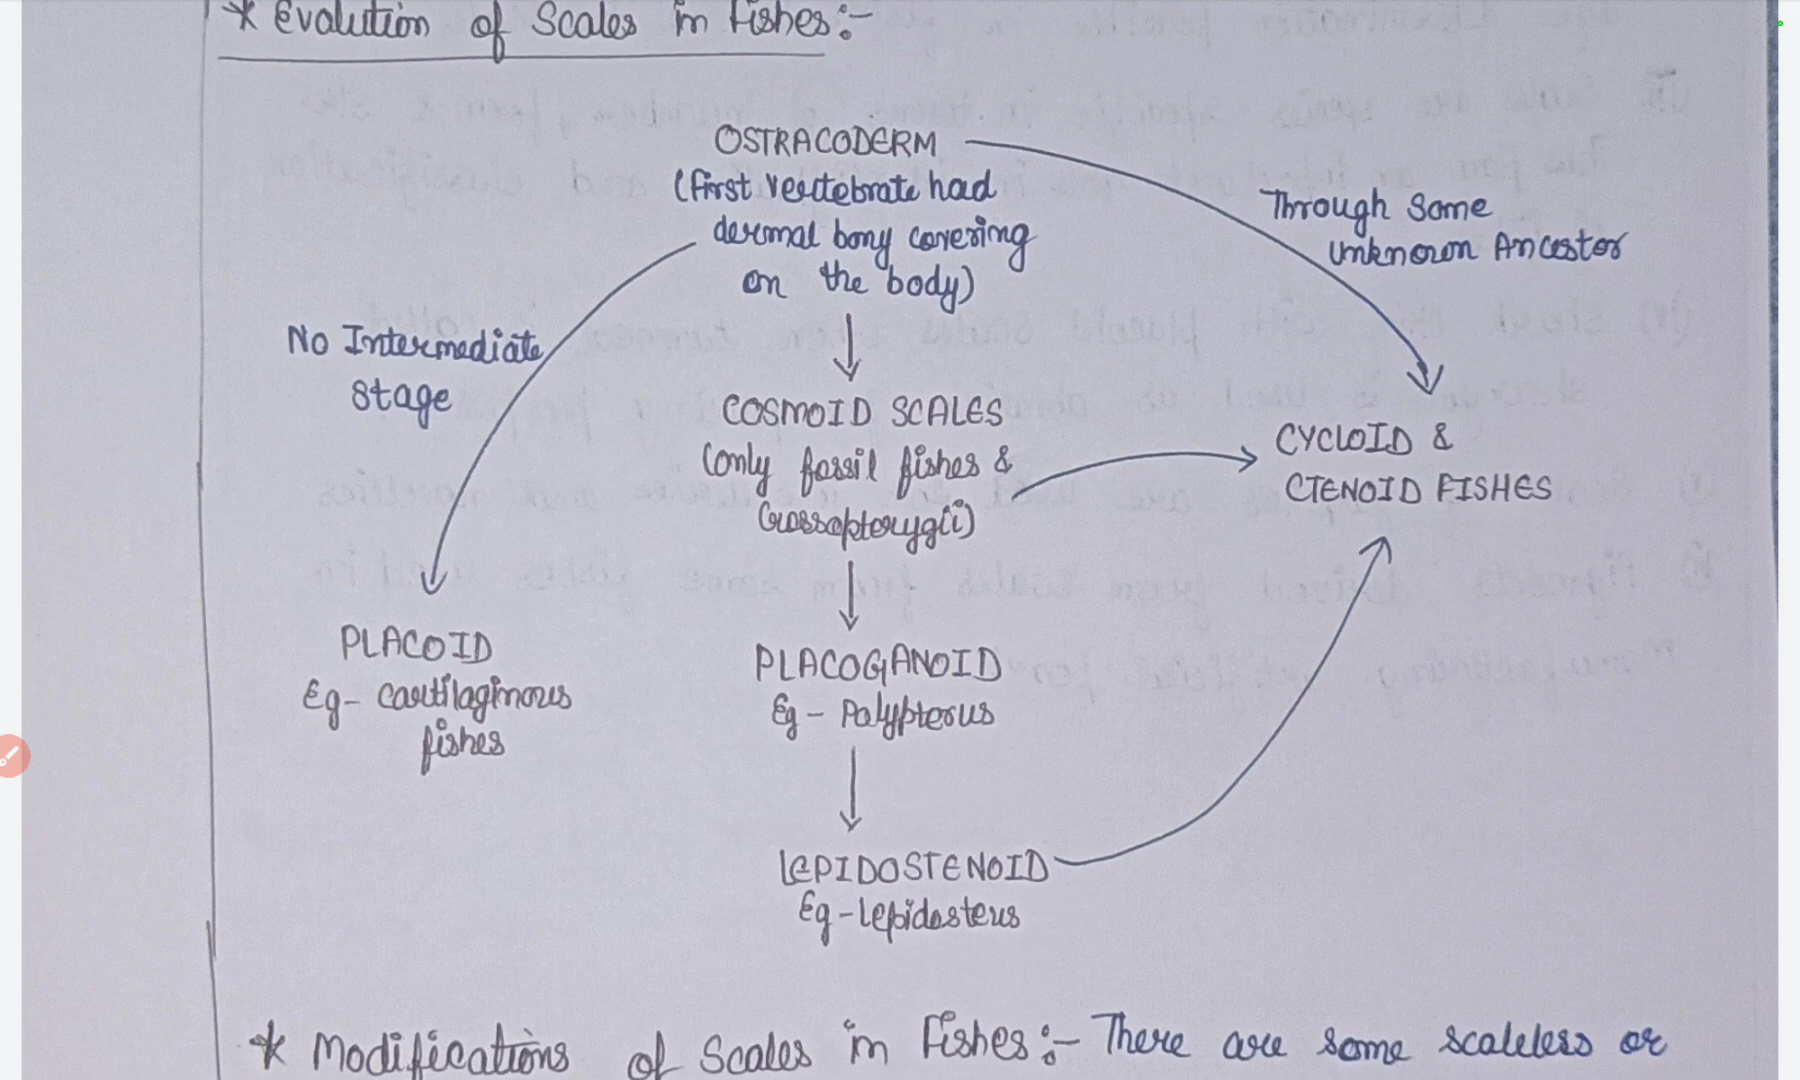 * Evolution of Scales in Fishes:-
OSTRACODERM
(first vertebrate had
dermal bony covering
on the body)
Through Some
Unknown Ancestor
No Intermediate
Stage
COSMOID SCALES
(only fossil fishes &
Crossopterygii)
CYCLOID &
CTENOID FISHES
PLACOID
Eg- cartilaginous
fishes
PLACOGANOID
Eg - Polypterus
LEPIDOSTENOID
Eg - Lepidosteus
* Modifications of Scales in Fishes:- There are some scaleless or